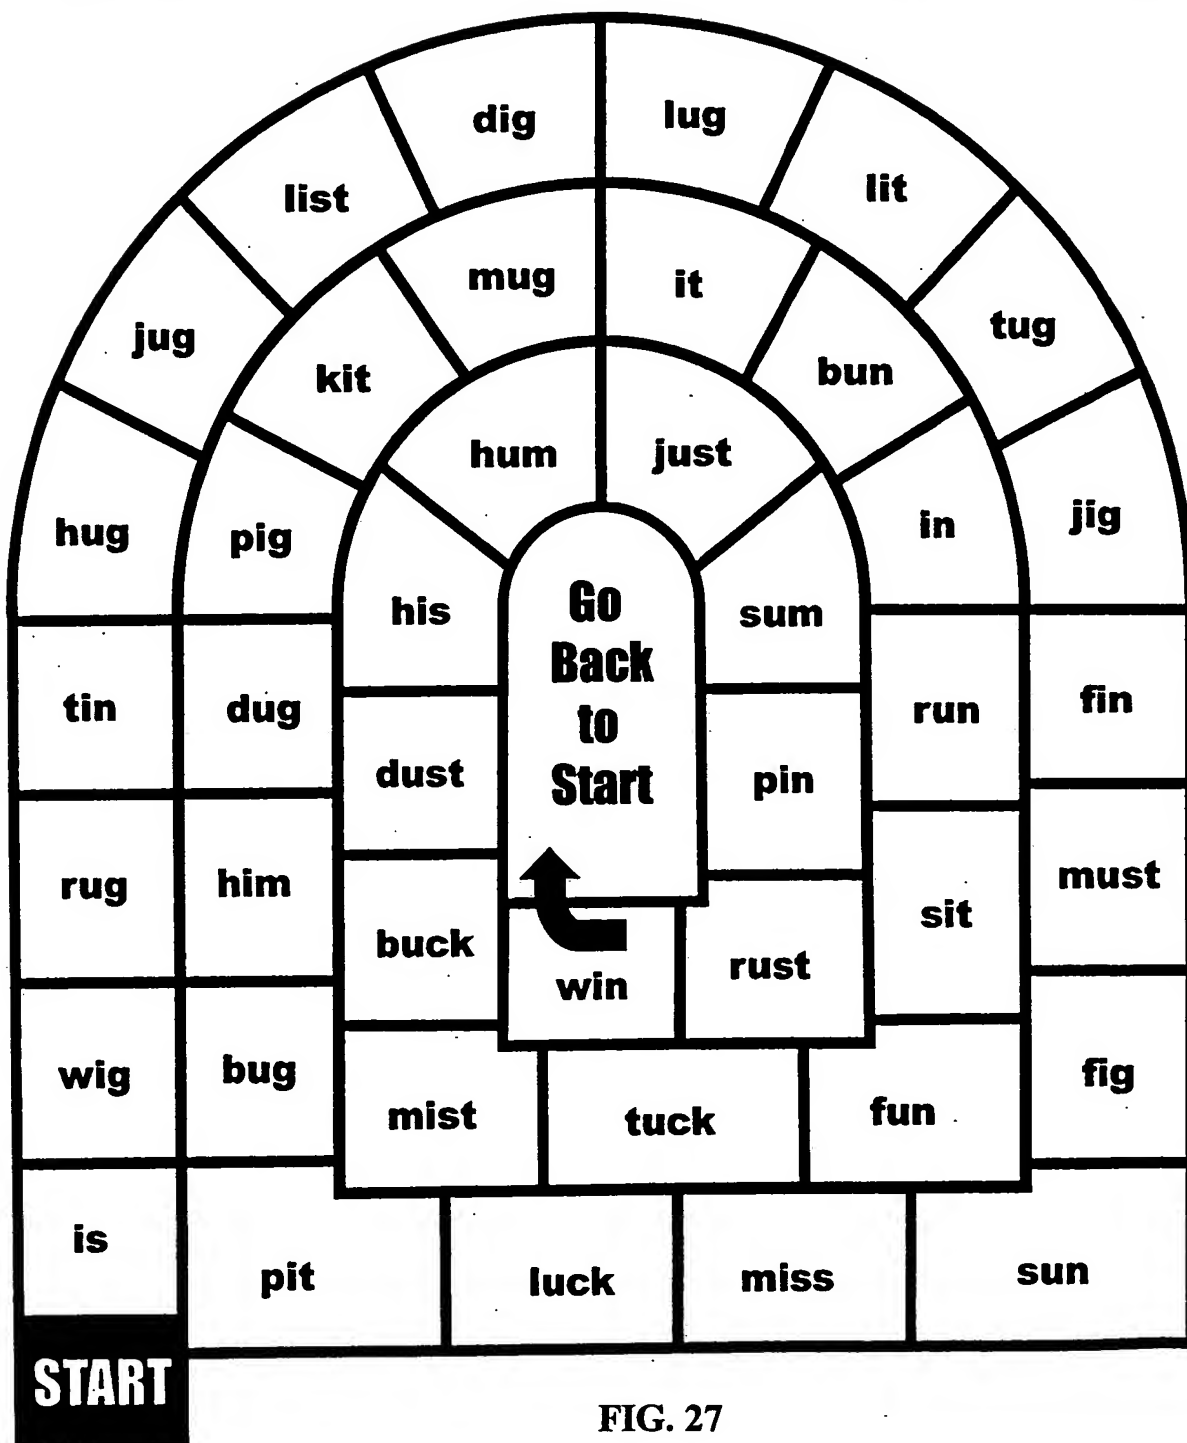 START
is
wig
rug
tin
hug
jug
list
dig
lug
lit
tug
jig
fin
must
fig
sun
miss
luck
pit
bug
him
dug
pig
kit
mug
it
bun
in
run
sit
fun
tuck
mist
buck
dust
his
hum
just
sum
pin
rust
win
Go
Back
to
Start
FIG. 27